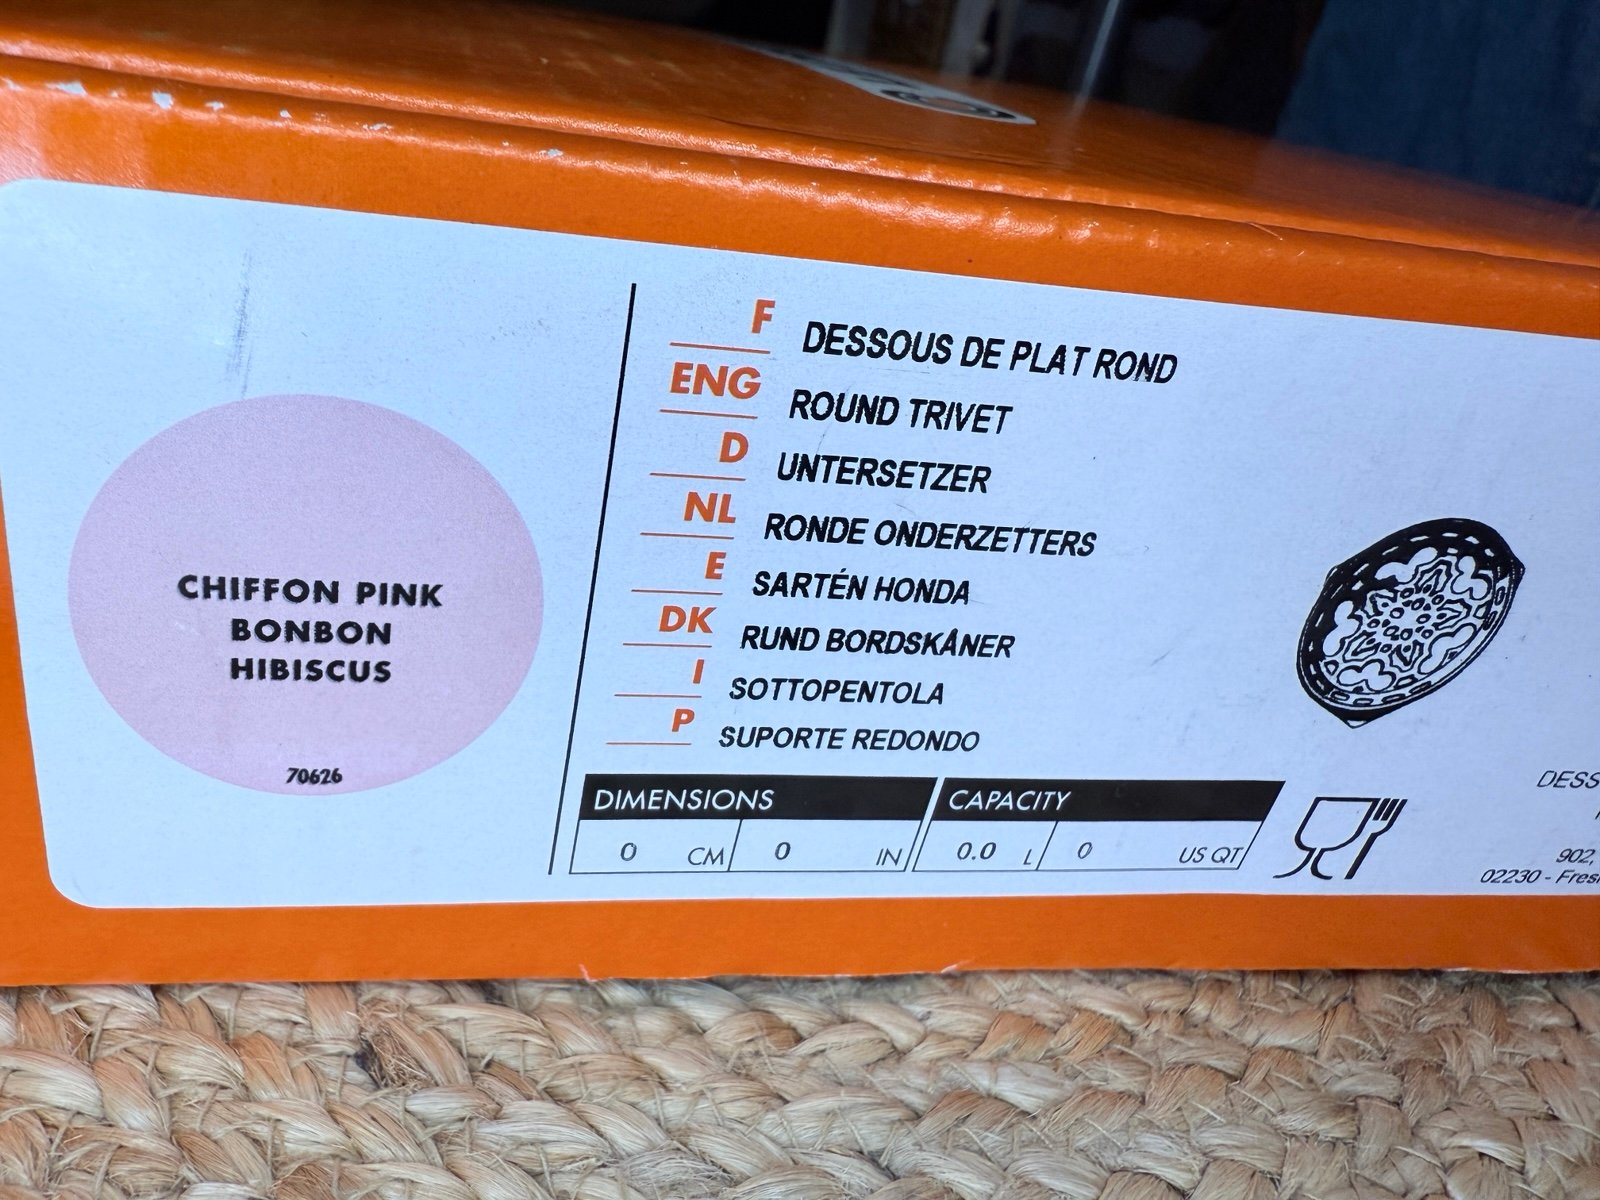 CHIFFON PINK
BONBON
HIBISCUS
70626
F DESSOUS DE PLAT ROND
ENG ROUND TRIVET
D UNTERSETZER
NL RONDE ONDERZETTERS
E SARTÉN HONDA
DK RUND BORDSKÅNER
I SOTTOPENTOLA
P SUPORTE REDONDO
DIMENSIONS CAPACITY
0 CM 0 IN 0.0 L 0 US QT
902,
02230 -